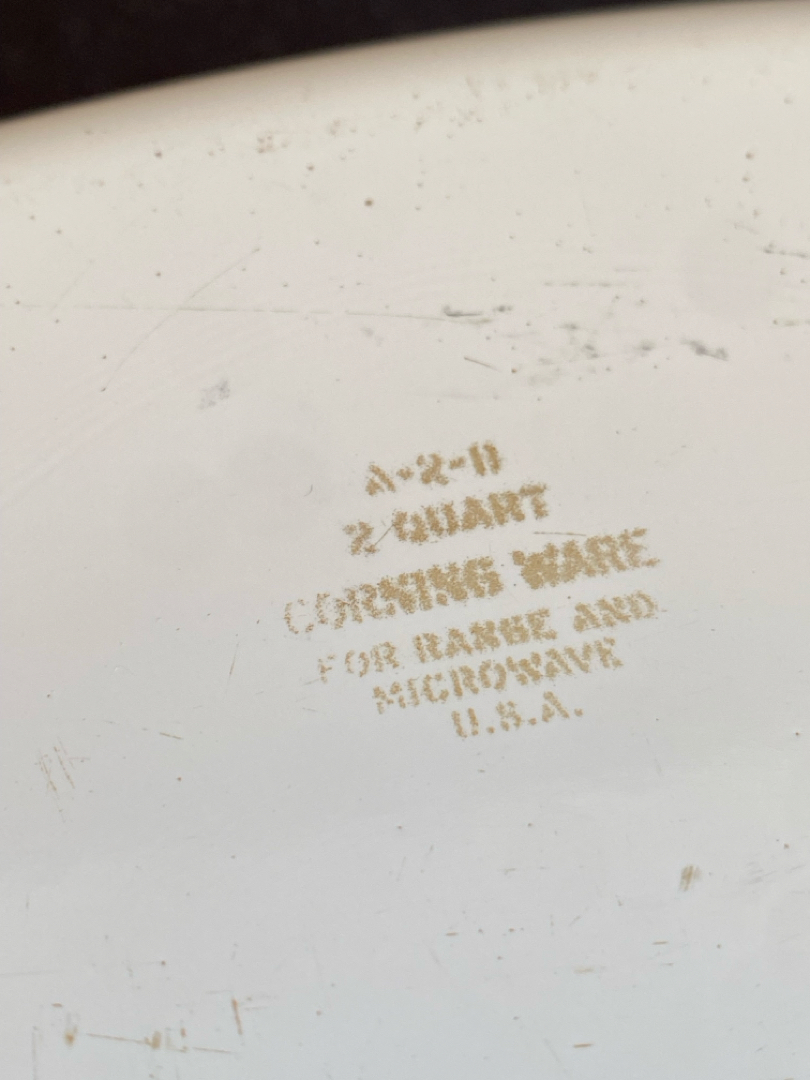 A-2-B
2 QUART
CORNING WARE
FOR RANGE AND
MICROWAVE
U.S.A.